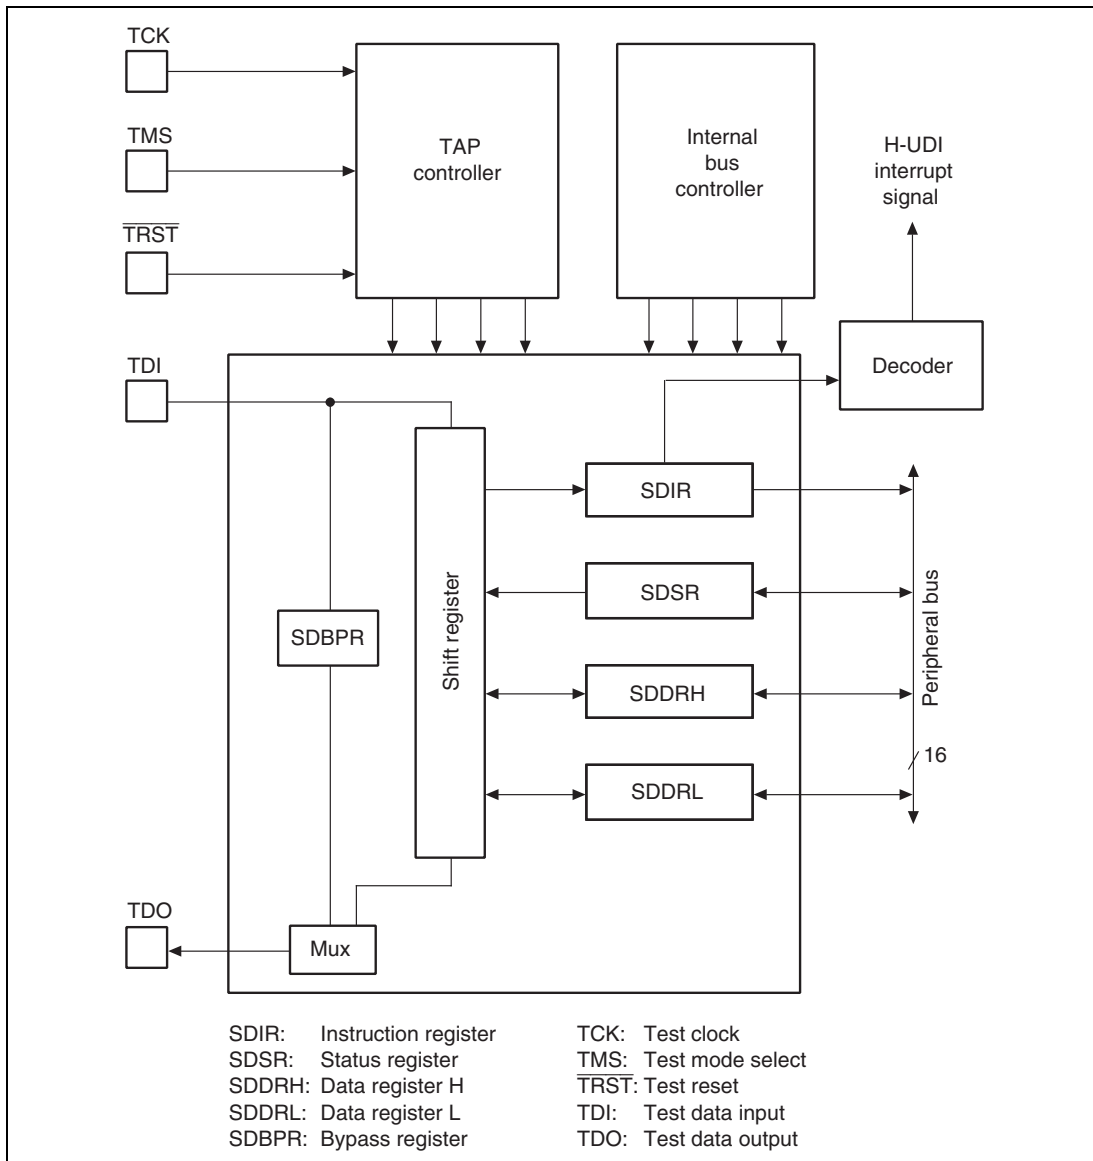 TCK
TMS
TRST
TAP
controller
Internal
bus
controller
H-UDI
interrupt
signal
TDI
Decoder
SDIR
SDSR
SDBPR
Shift register
SDDRH
Peripheral bus
16
SDDRL
TDO
Mux
SDIR: Instruction register
SDSR: Status register
SDDRH: Data register H
SDDRL: Data register L
SDBPR: Bypass register
TCK: Test clock
TMS: Test mode select
TRST: Test reset
TDI: Test data input
TDO: Test data output